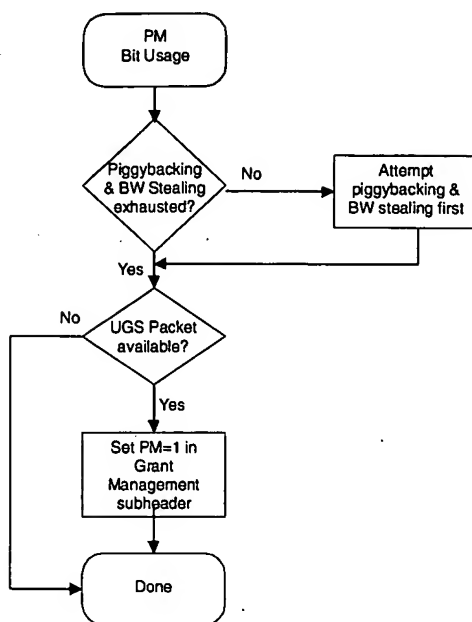 PM
Bit Usage
Piggybacking
& BW Stealing
exhausted?
No
Attempt
piggybacking &
BW stealing first
Yes
No
UGS Packet
available?
Yes
Set PM=1 in
Grant
Management
subheader
Done